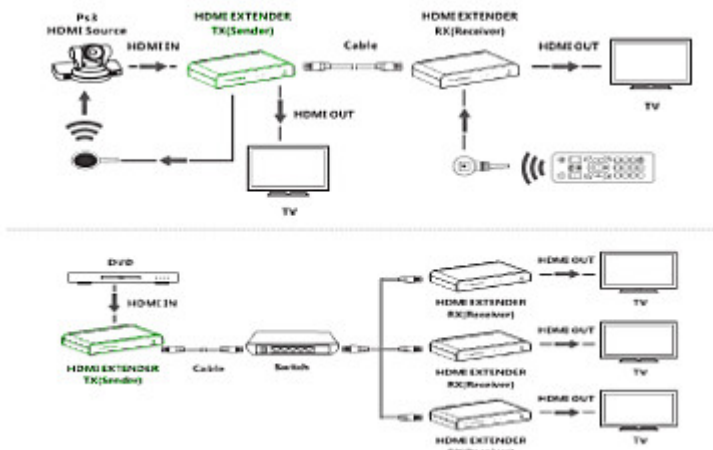 Ps3
HDMI Source
HDMI IN
HDMI EXTENDER
TX(Sender)
Cable
HDMI EXTENDER
RX(Receiver)
HDMI OUT
TV
HDMI OUT
TV
DVD
HDMI IN
HDMI EXTENDER
TX(Sender)
Cable
Switch
HDMI OUT
HDMI EXTENDER
RX(Receiver)
TV
HDMI OUT
HDMI EXTENDER
RX(Receiver)
TV
HDMI OUT
HDMI EXTENDER
TV